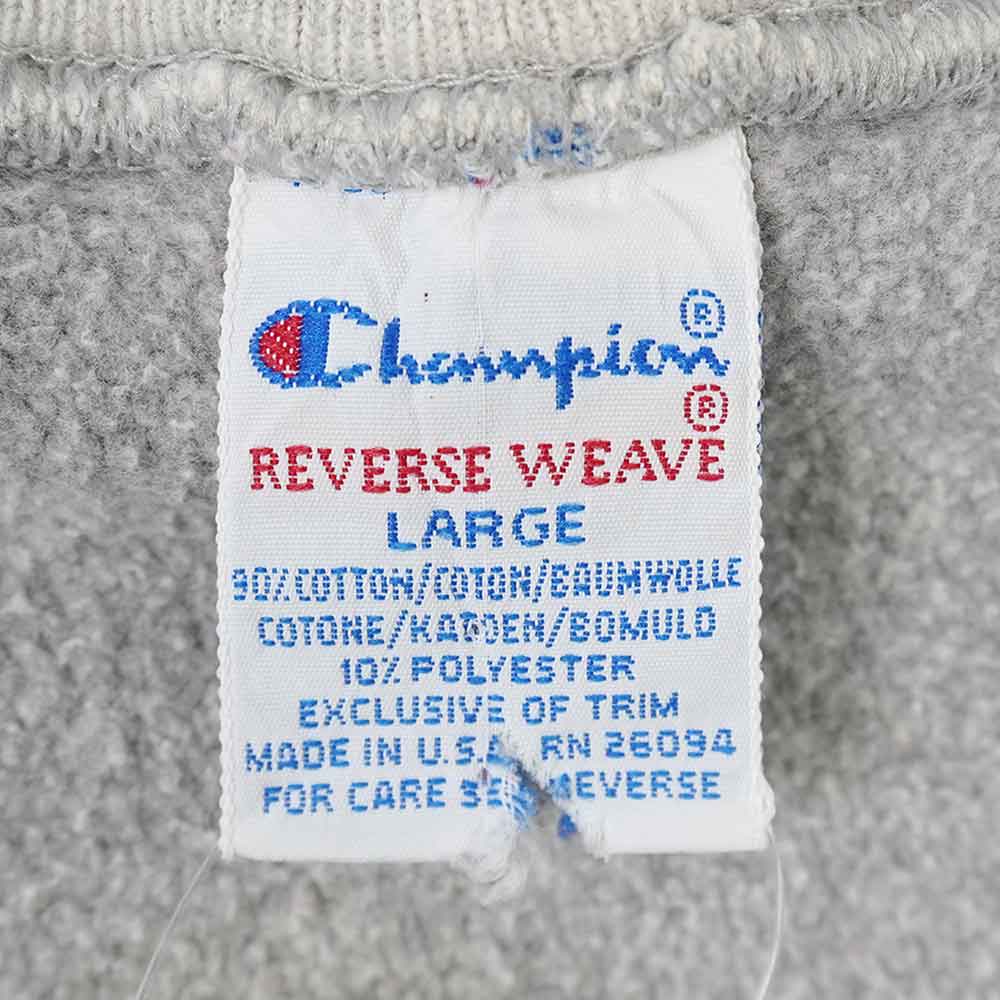 Champion ®
®
REVERSE WEAVE
LARGE
90% COTTON/COTON/BAUMWOLLE
COTONE/KATOEN/BOMULD
10% POLYESTER
EXCLUSIVE OF TRIM
MADE IN U.S.A. RN 26094
FOR CARE SEE REVERSE